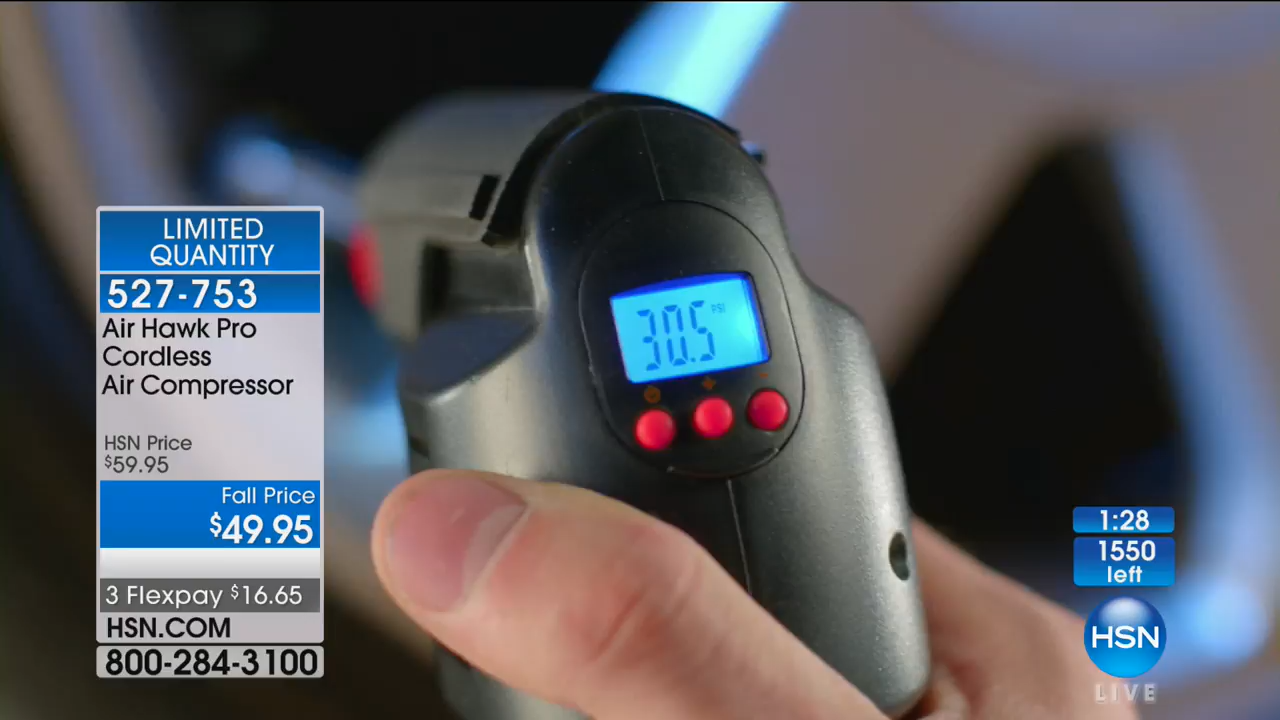 LIMITED
QUANTITY
527-753
Air Hawk Pro
Cordless
Air Compressor
HSN Price
$59.95
Fall Price
$49.95
3 Flexpay $16.65
HSN.COM
800-284-3100
30.5 PSI
1:28
1550
left
HSN
LIVE